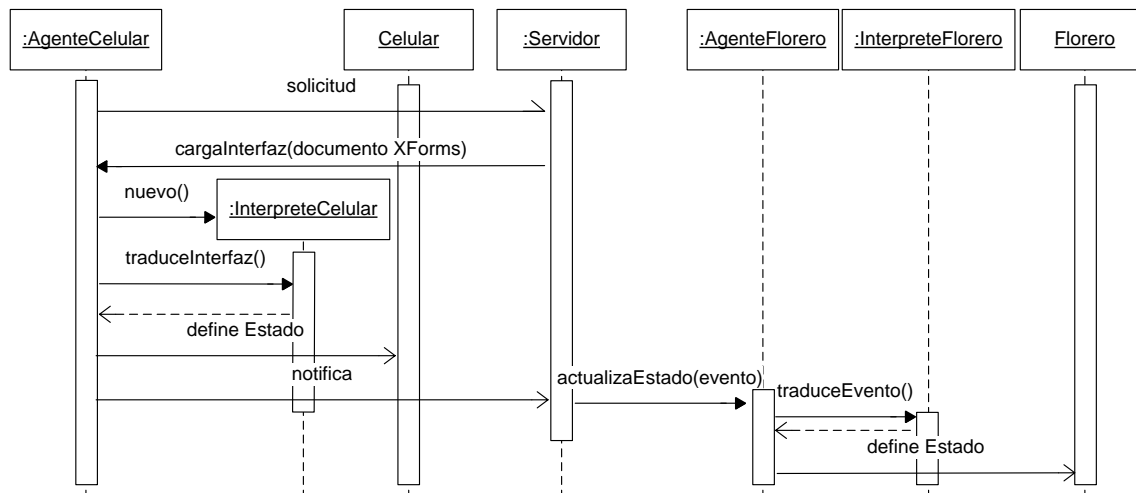 :AgenteCelular
Celular
:Servidor
:AgenteFlorero
:InterpreteFlorero
Florero
solicitud
cargaInterfaz(documento XForms)
nuevo()
:InterpreteCelular
traduceInterfaz()
define Estado
notifica
actualizaEstado(evento)
traduceEvento()
define Estado